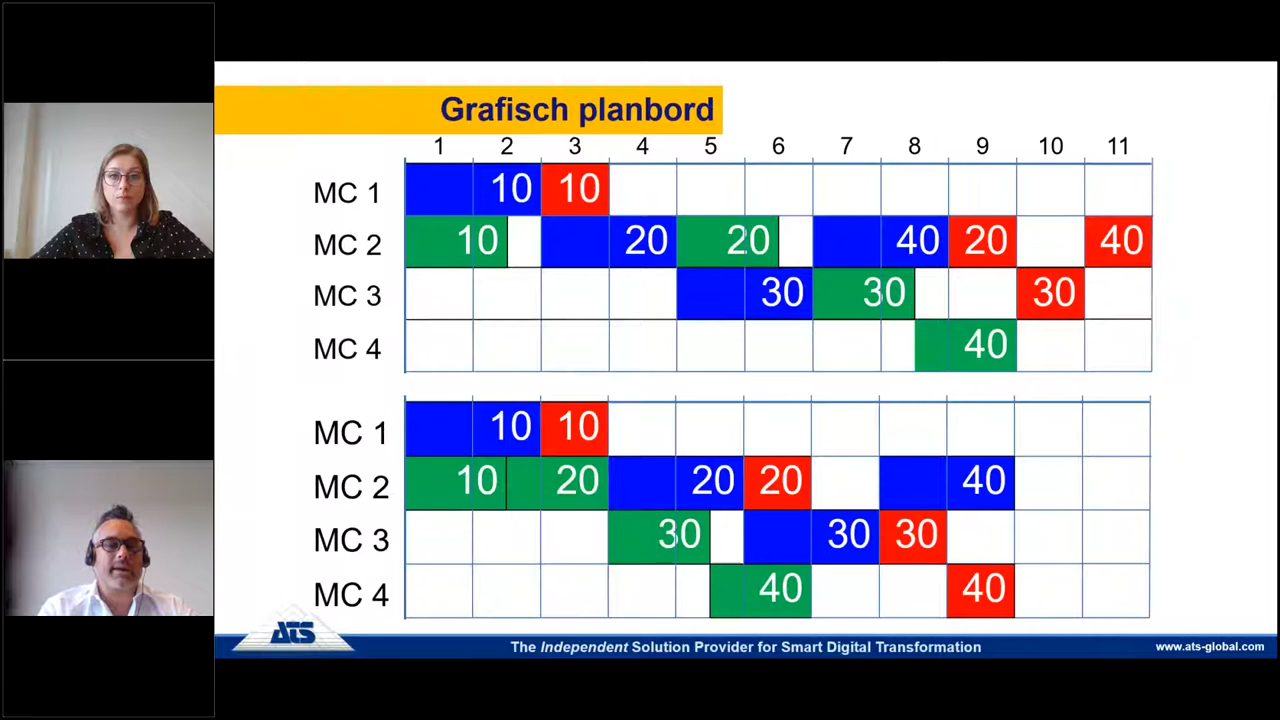 Grafisch planbord
1 2 3 4 5 6 7 8 9 10 11
MC 1 10 10
MC 2 10 20 20 40 20 40
MC 3 30 30 30
MC 4 40
MC 1 10 10
MC 2 10 20 20 20 40
MC 3 30 30 30
MC 4 40 40
ATS
The Independent Solution Provider for Smart Digital Transformation
www.ats-global.com